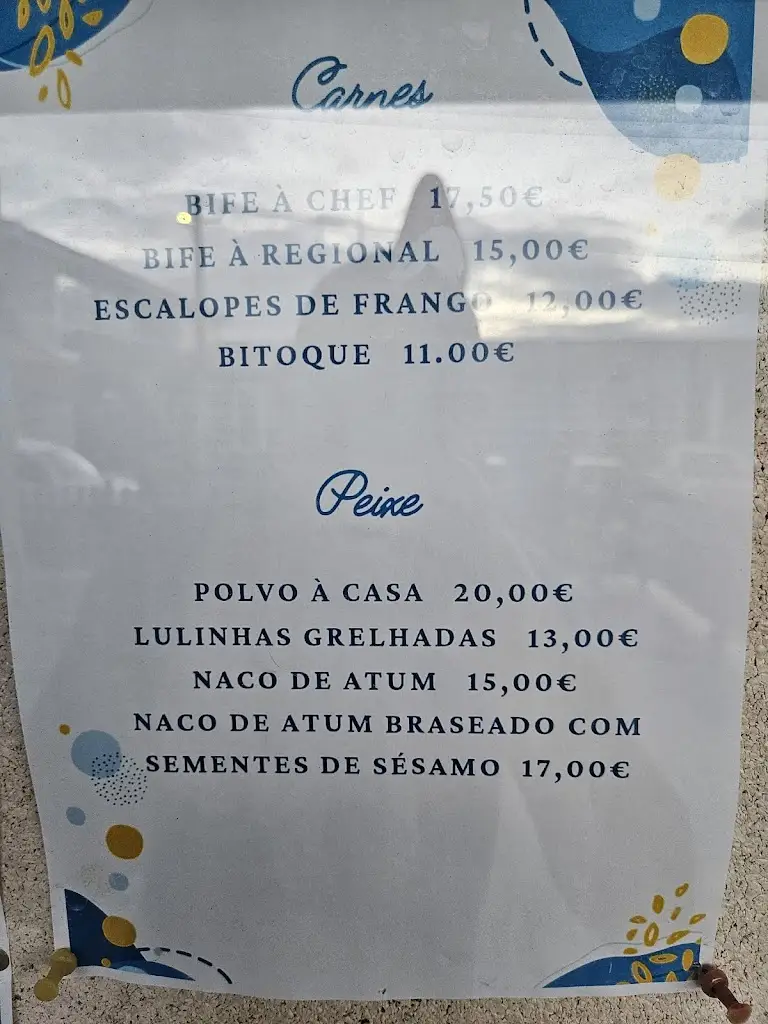 Carnes
BIFE À CHEF 17,50€
BIFE À REGIONAL 15,00€
ESCALOPES DE FRANGO 12,00€
BITOQUE 11.00€
Peixe
POLVO À CASA 20,00€
LULINHAS GRELHADAS 13,00€
NACO DE ATUM 15,00€
NACO DE ATUM BRASEADO COM
SEMENTES DE SÉSAMO 17,00€